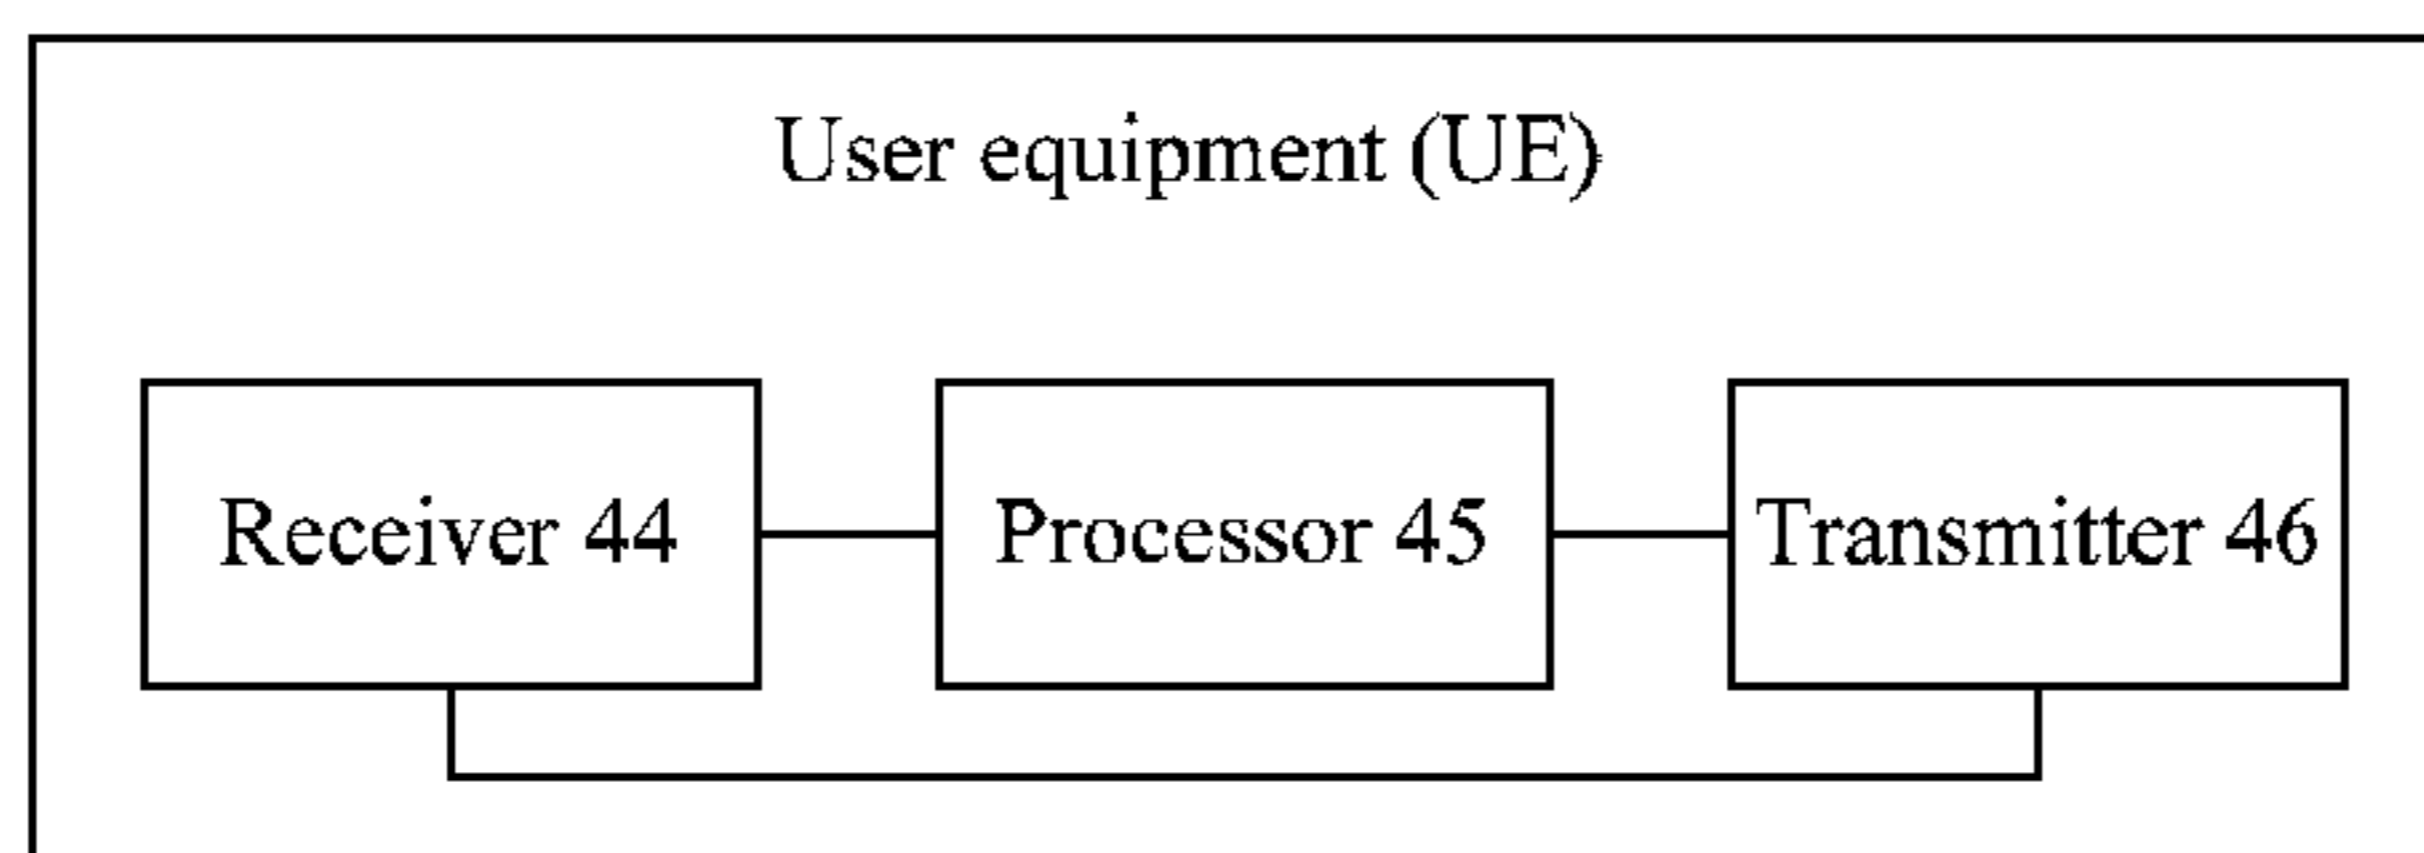 User equipment (UE)
Receiver 44
Processor 45
Transmitter 46